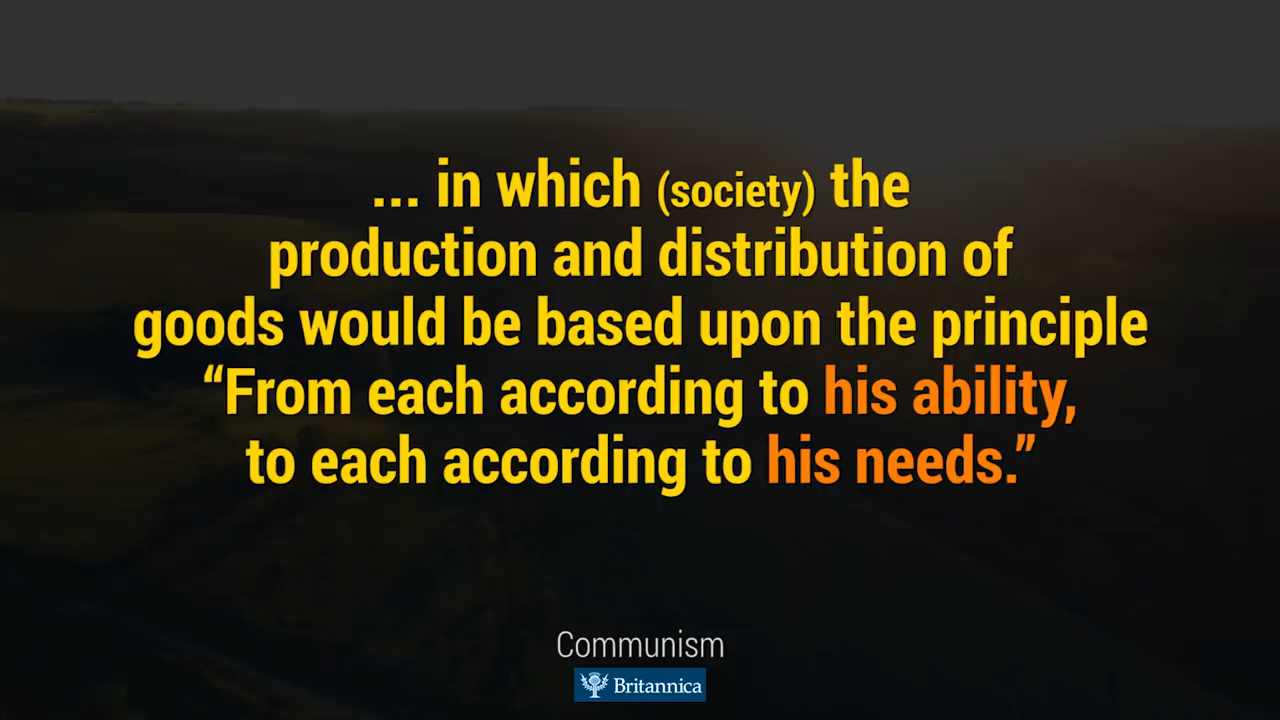 ... in which (society) the
production and distribution of
goods would be based upon the principle
“From each according to his ability,
to each according to his needs.”
Communism
Britannica